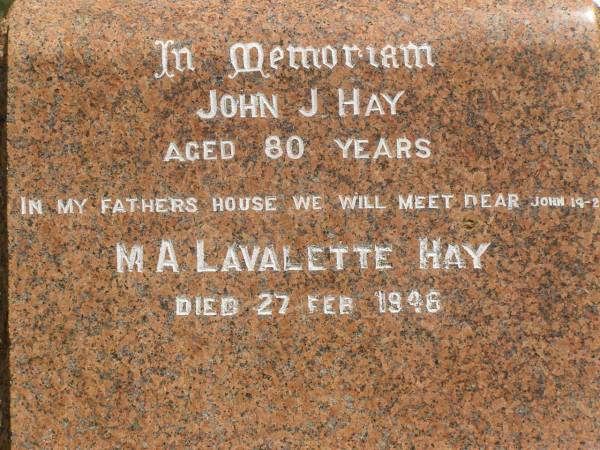 In Memoriam
JOHN J HAY
AGED 80 YEARS
IN MY FATHERS HOUSE WE WILL MEET DEAR JOHN 14-2
M A LAVALETTE HAY
DIED 27 FEB 1946